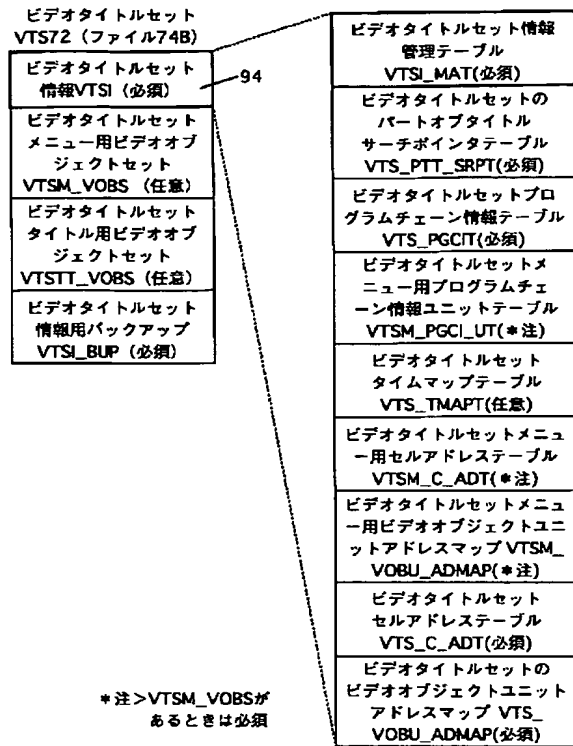 ビデオタイトルセット
VTS72（ファイル74B）
ビデオタイトルセット
情報VTSI（必須）
94
ビデオタイトルセット
メニュー用ビデオオブ
ジェクトセット
VTSM_VOBS（任意）
ビデオタイトルセット
タイトル用ビデオオブ
ジェクトセット
VTSTT_VOBS（任意）
ビデオタイトルセット
情報用バックアップ
VTSI_BUP（必須）
ビデオタイトルセット情報
管理テーブル
VTSI_MAT(必須)
ビデオタイトルセットの
パートオブタイトル
サーチポインタテーブル
VTS_PTT_SRPT(必須)
ビデオタイトルセットプロ
グラムチェーン情報テーブル
VTS_PGCIT(必須)
ビデオタイトルセットメ
ニュー用プログラムチェ
ーン情報ユニットテーブル
VTSM_PGCI_UT(＊注)
ビデオタイトルセット
タイムマップテーブル
VTS_TMAPT(任意)
ビデオタイトルセットメニュ
ー用セルアドレステーブル
VTSM_C_ADT(＊注)
ビデオタイトルセットメニュ
ー用ビデオオブジェクトユニ
ットアドレスマップ VTSM_
VOBU_ADMAP(＊注)
ビデオタイトルセット
セルアドレステーブル
VTS_C_ADT(必須)
ビデオタイトルセットの
ビデオオブジェクトユニット
アドレスマップ VTS_
VOBU_ADMAP(必須)
＊注>VTSM_VOBSが
あるときは必須